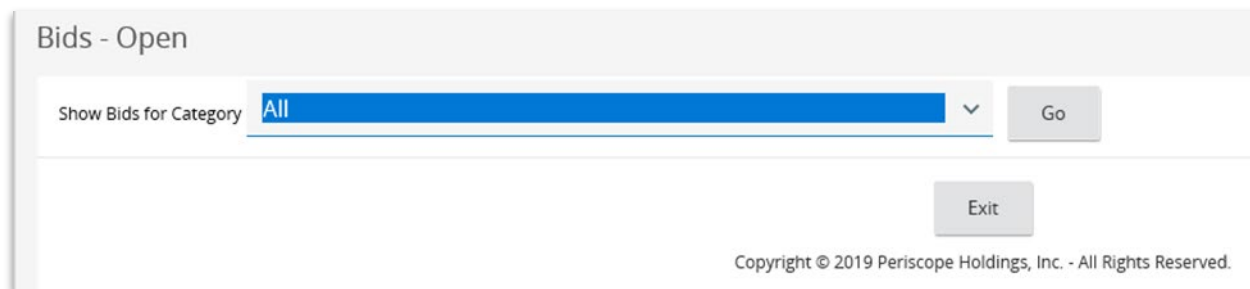 Bids - Open
Show Bids for Category All Go
Exit
Copyright © 2019 Periscope Holdings, Inc. - All Rights Reserved.